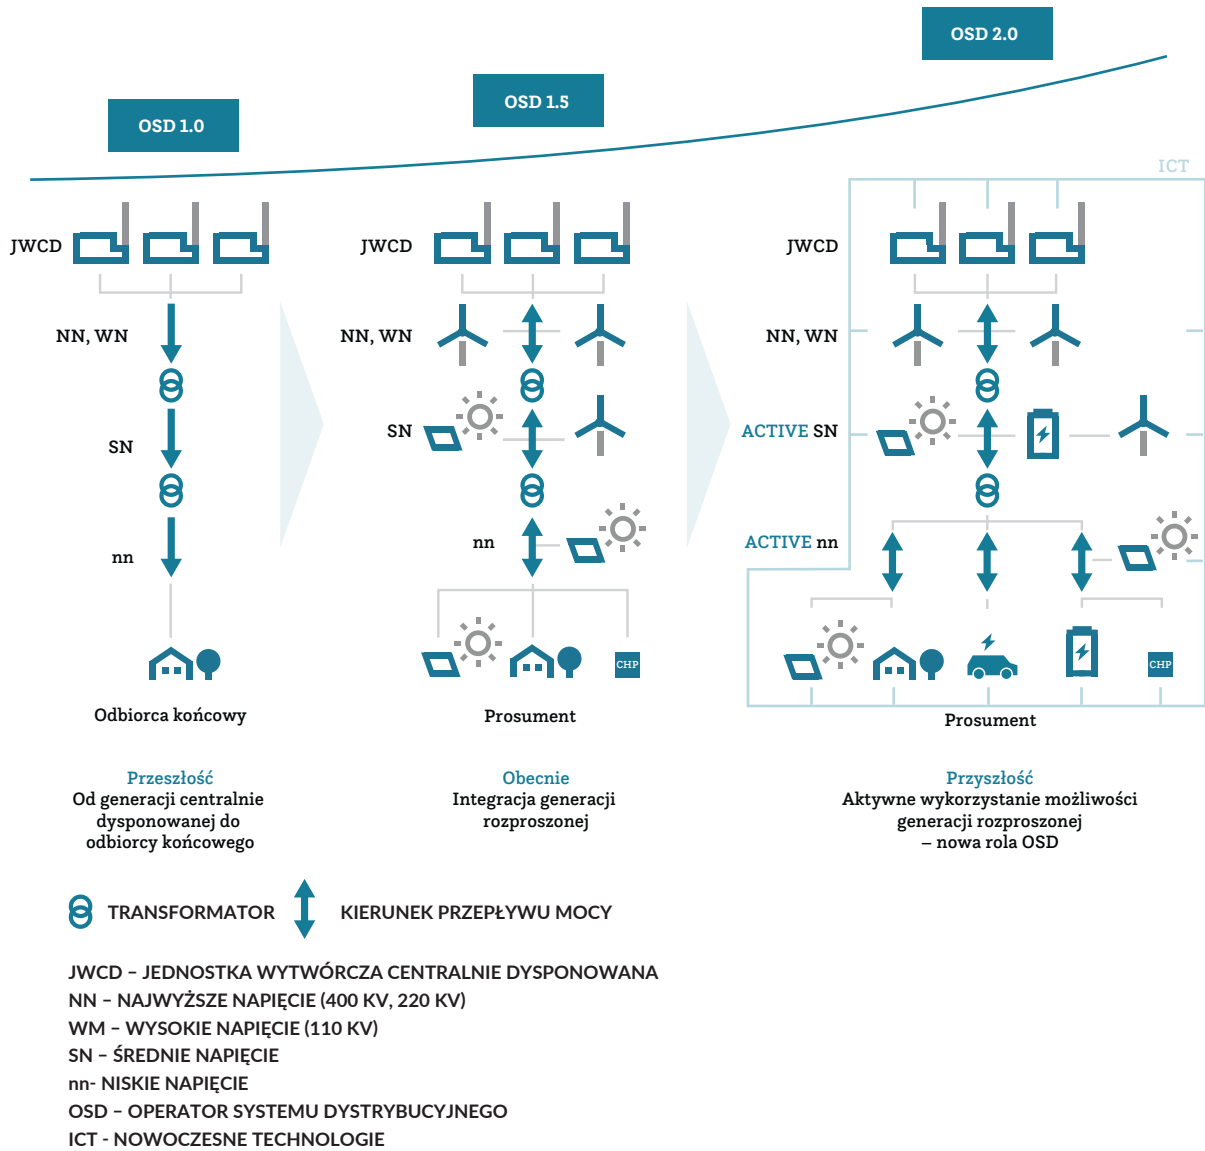 OSD 2.0
OSD 1.5
OSD 1.0
ICT
JWCD
NN, WN
SN
nn
Odbiorca końcowy
Przeszłość
Od generacji centralnie
dysponowanej do
odbiorcy końcowego
JWCD
NN, WN
SN
nn
CHP
Prosument
Obecnie
Integracja generacji
rozproszonej
JWCD
NN, WN
ACTIVE SN
ACTIVE nn
CHP
Prosument
Przyszłość
Aktywne wykorzystanie możliwości
generacji rozproszonej
– nowa rola OSD
TRANSFORMATOR
KIERUNEK PRZEPŁYWU MOCY
JWCD – JEDNOSTKA WYTWÓRCZA CENTRALNIE DYSPONOWANA
NN – NAJWYŻSZE NAPIĘCIE (400 KV, 220 KV)
WM – WYSOKIE NAPIĘCIE (110 KV)
SN – ŚREDNIE NAPIĘCIE
nn- NISKIE NAPIĘCIE
OSD – OPERATOR SYSTEMU DYSTRYBUCYJNEGO
ICT - NOWOCZESNE TECHNOLOGIE